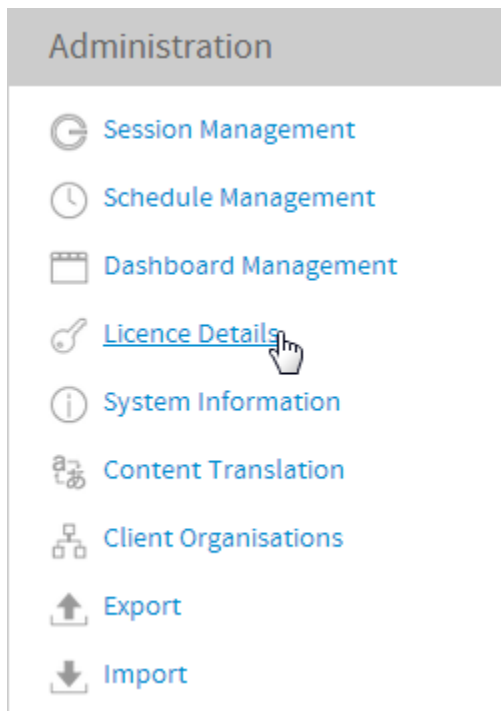 Administration
Session Management
Schedule Management
Dashboard Management
Licence Details
System Information
Content Translation
Client Organisations
Export
Import